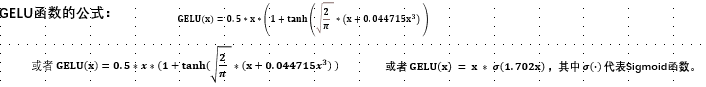 GELU函数的公式：
GELU(x) = 0.5 * x * (1 + tanh(√(2/π) * (x + 0.044715x³)))
或者 GELU(x) = 0.5 * x * (1 + tanh(√(2/π) * (x + 0.044715x³)))
或者 GELU(x) = x * σ(1.702x)，其中 σ(·) 代表Sigmoid函数。